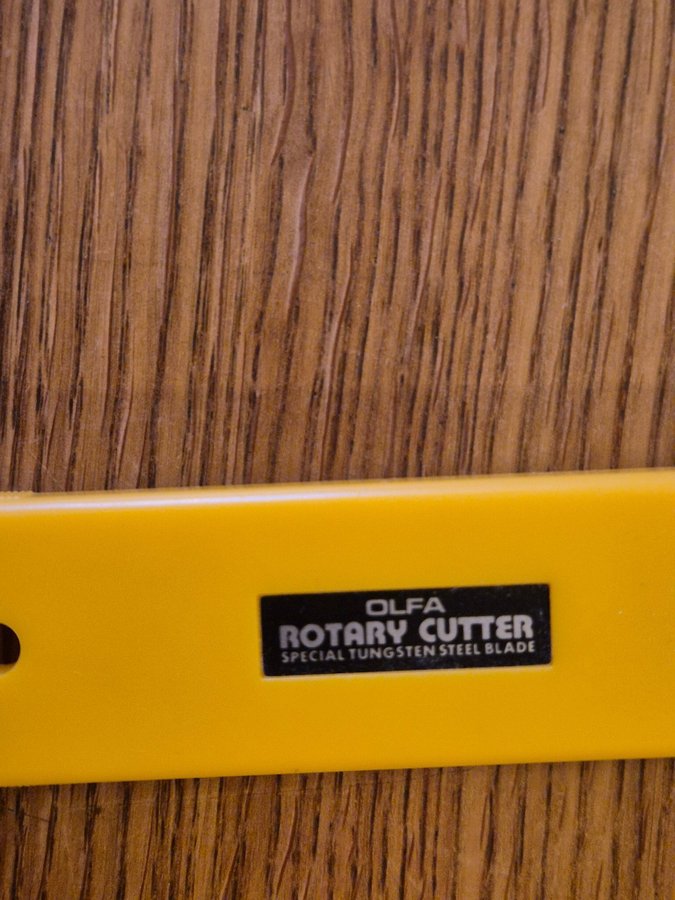 OLFA
ROTARY CUTTER
SPECIAL TUNGSTEN STEEL BLADE